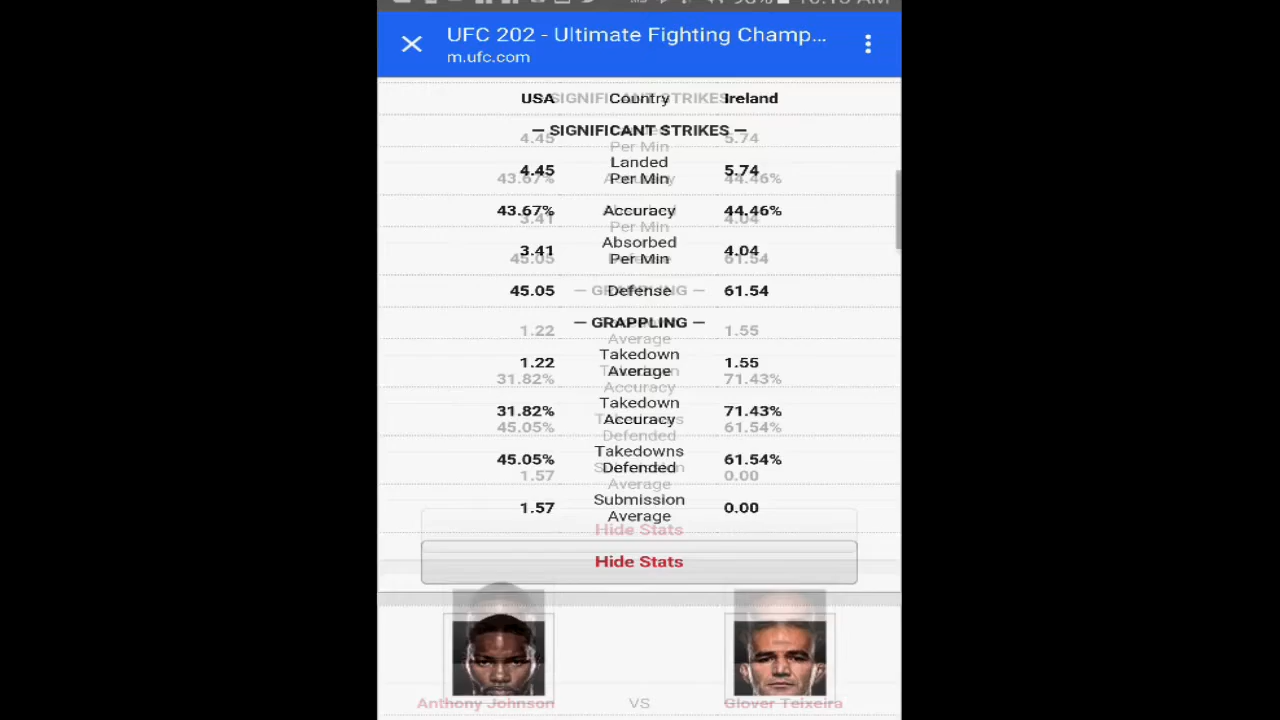 UFC 202 - Ultimate Fighting Champ...
m.ufc.com
USA Country Ireland
— SIGNIFICANT STRIKES —
4.45 Landed Per Min 5.74
43.67% Accuracy 44.46%
3.41 Absorbed Per Min 4.04
45.05 Defense 61.54
— GRAPPLING —
1.22 Takedown Average 1.55
31.82% Takedown Accuracy 71.43%
45.05% Takedowns Defended 61.54%
1.57 Submission Average 0.00
Hide Stats
Anthony Johnson VS Glover Teixeira